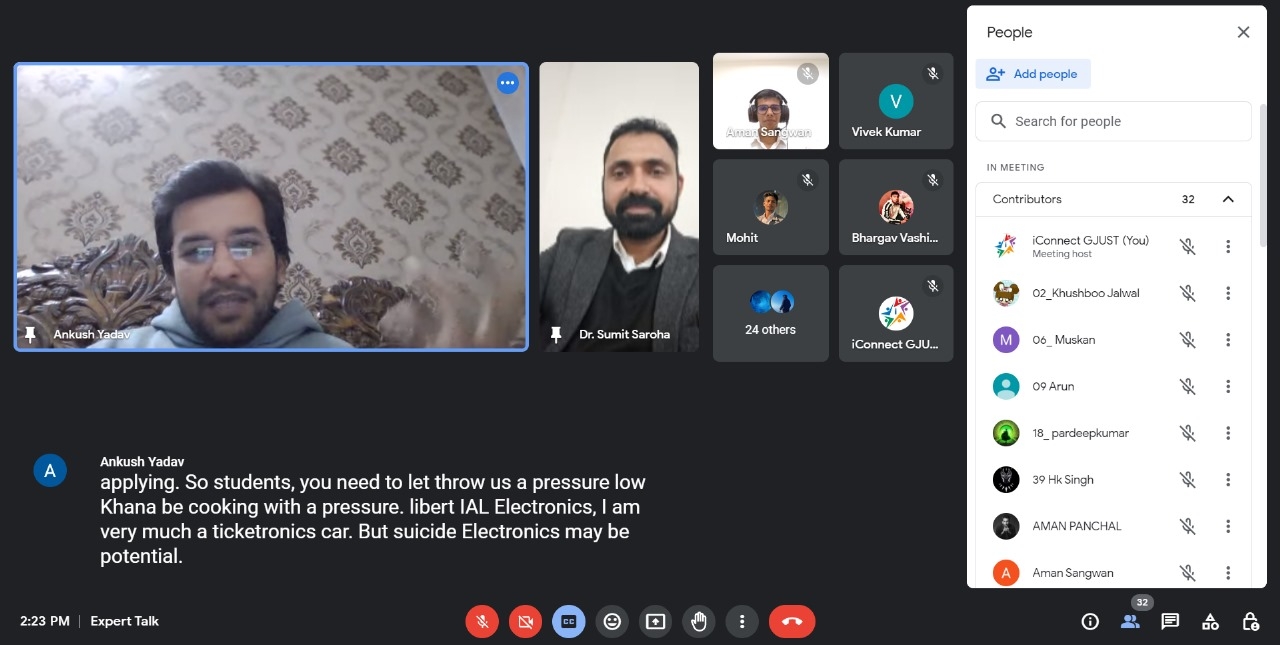 People
Add people
Search for people
IN MEETING
Contributors 32
iConnect GJUST (You)
Meeting host
02_Khushboo Jalwal
M 06_ Muskan
09 Arun
18_ pardeepkumar
39 Hk Singh
AMAN PANCHAL
A Aman Sangwan
Ankush Yadav
Dr. Sumit Saroha
Aman Sangwan
V
Vivek Kumar
Mohit
Bhargav Vashi...
24 others
iConnect GJU...
A
Ankush Yadav
applying. So students, you need to let throw us a pressure low
Khana be cooking with a pressure. libert IAL Electronics, I am
very much a ticketronics car. But suicide Electronics may be
potential.
2:23 PM | Expert Talk
CC
32